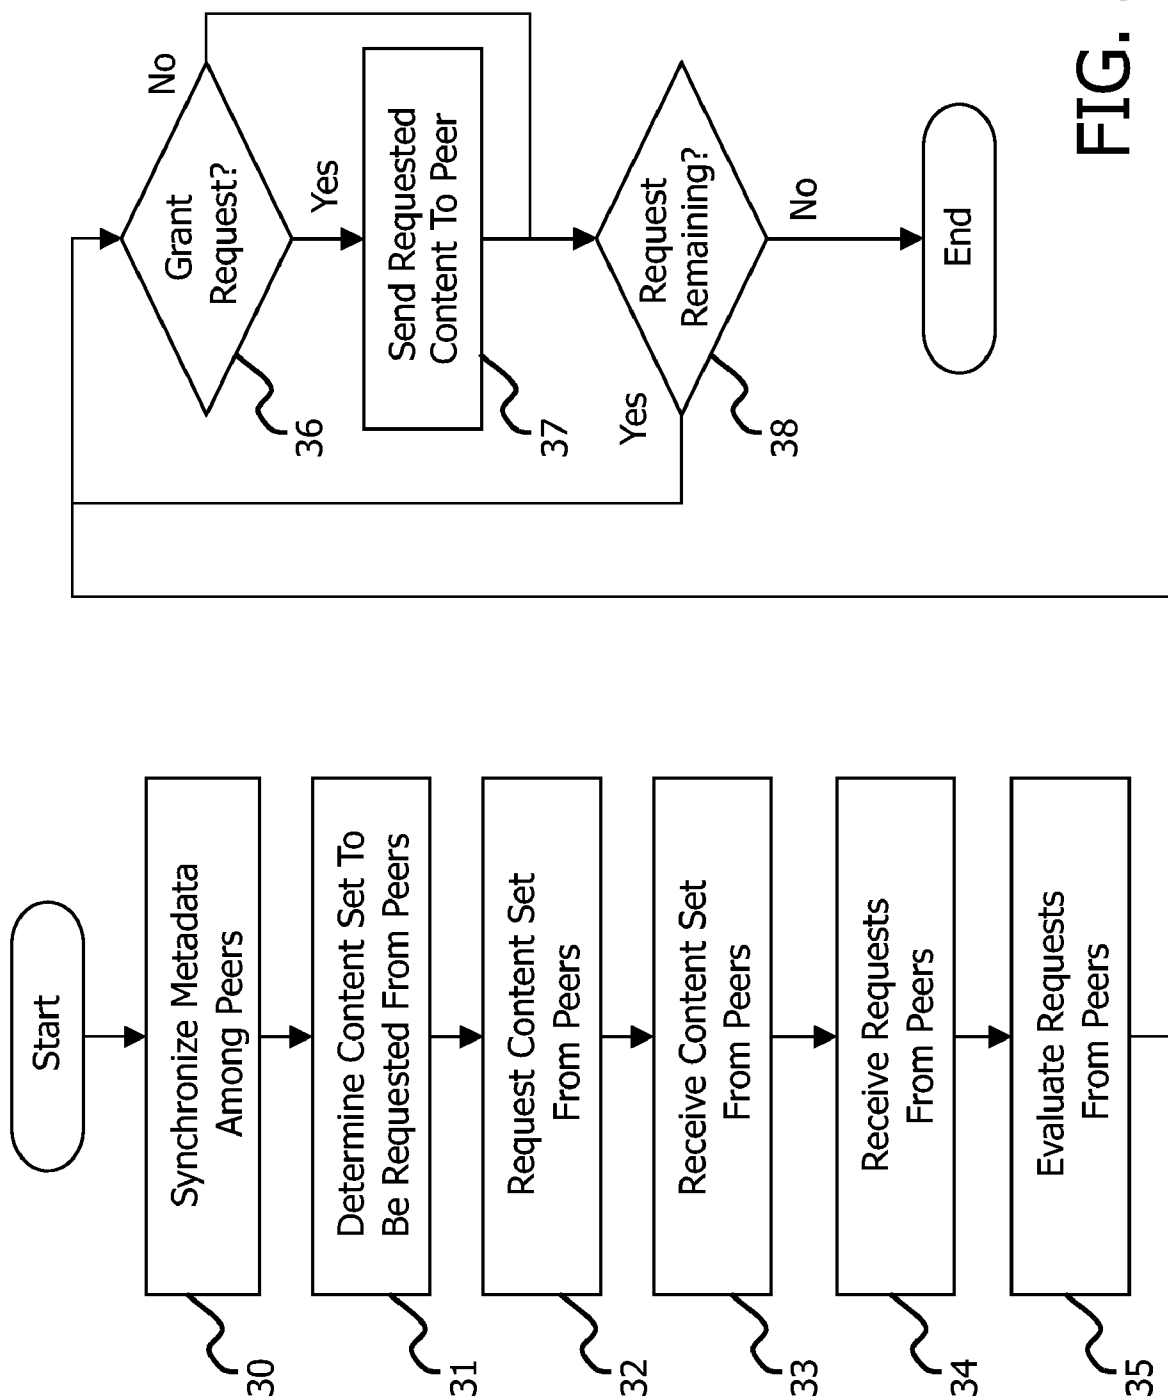 Start
Synchronize Metadata
Among Peers
30
Determine Content Set To
Be Requested From Peers
31
Request Content Set
From Peers
32
Receive Content Set
From Peers
33
Receive Requests
From Peers
34
Evaluate Requests
From Peers
35
Grant
Request?
No
36
Yes
Send Requested
Content To Peer
37
Request
Remaining?
Yes
38
No
End
FIG.